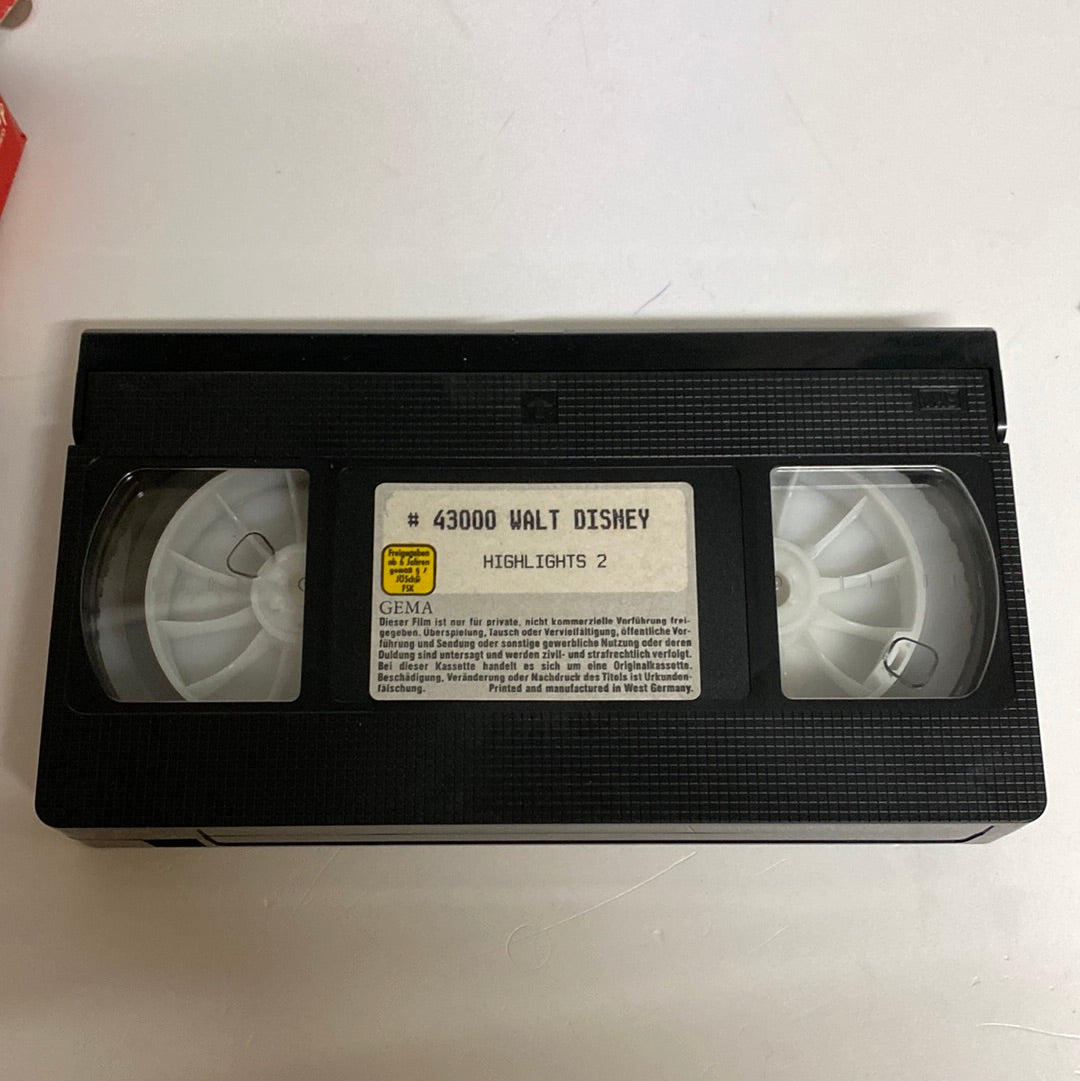 # 43000 WALT DISNEY
HIGHLIGHTS 2
Freigegeben
ab 6 Jahren
gemäß § 7
JÖSchG
FSK
GEMA
Dieser Film ist nur für private, nicht kommerzielle Vorführung frei-
gegeben. Überspielung, Tausch oder Vervielfältigung, öffentliche Vor-
führung und Sendung oder sonstige gewerbliche Nutzung oder deren
Duldung sind untersagt und werden zivil- und strafrechtlich verfolgt.
Bei dieser Kassette handelt es sich um eine Originalkassette.
Beschädigung, Veränderung oder Nachdruck des Titels ist Urkunden-
fälschung. Printed and manufactured in West Germany.
VHS